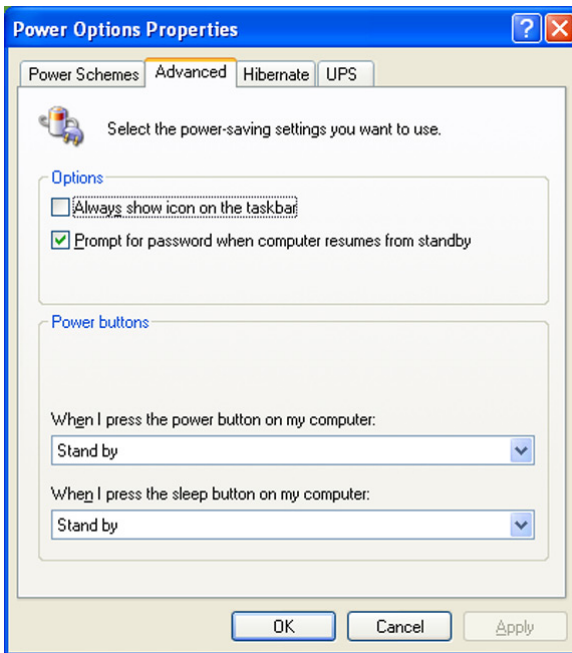 Power Options Properties
Power Schemes Advanced Hibernate UPS
Select the power-saving settings you want to use.
Options
Always show icon on the taskbar
Prompt for password when computer resumes from standby
Power buttons
When I press the power button on my computer:
Stand by
When I press the sleep button on my computer:
Stand by
OK Cancel Apply